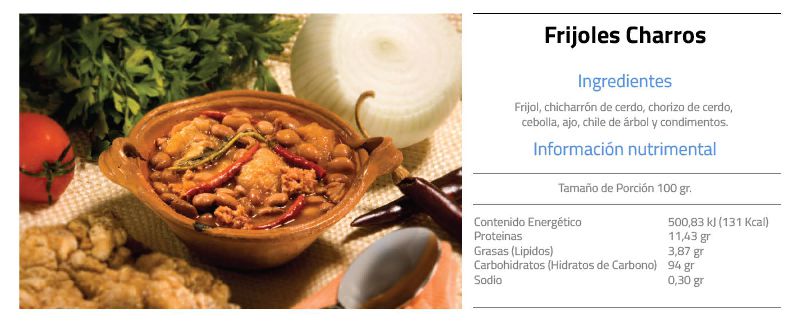 Frijoles Charros
Ingredientes
Frijol, chicharrón de cerdo, chorizo de cerdo,
cebolla, ajo, chile de árbol y condimentos.
Información nutrimental
Tamaño de Porción 100 gr.
Contenido Energético 500,83 kJ (131 Kcal)
Proteinas 11,43 gr
Grasas (Lipidos) 3,87 gr
Carbohidratos (Hidratos de Carbono) 94 gr
Sodio 0,30 gr